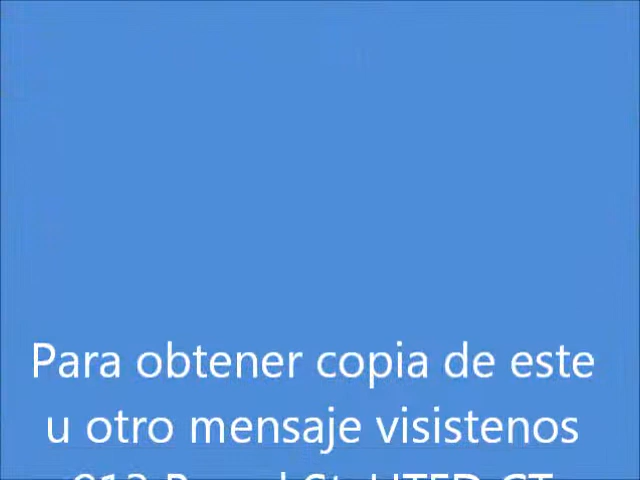 Para obtener copia de este
u otro mensaje visistenos